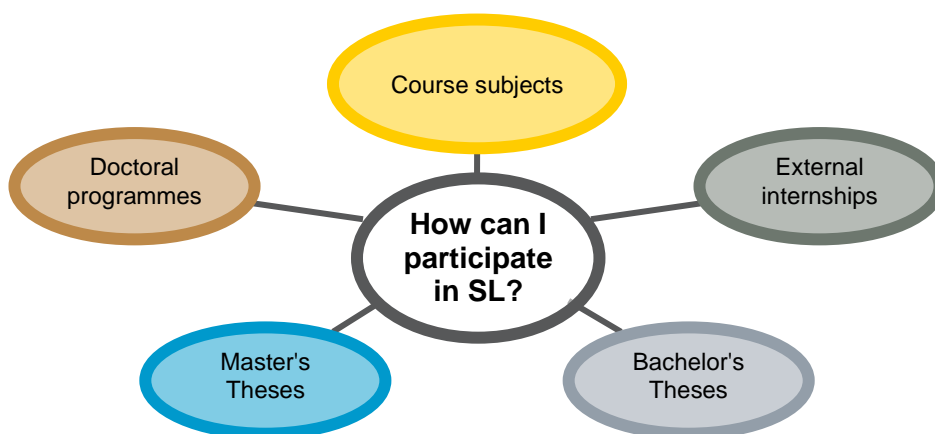 Course subjects
Doctoral
programmes
External
internships
How can I
participate
in SL?
Master's
Theses
Bachelor's
Theses